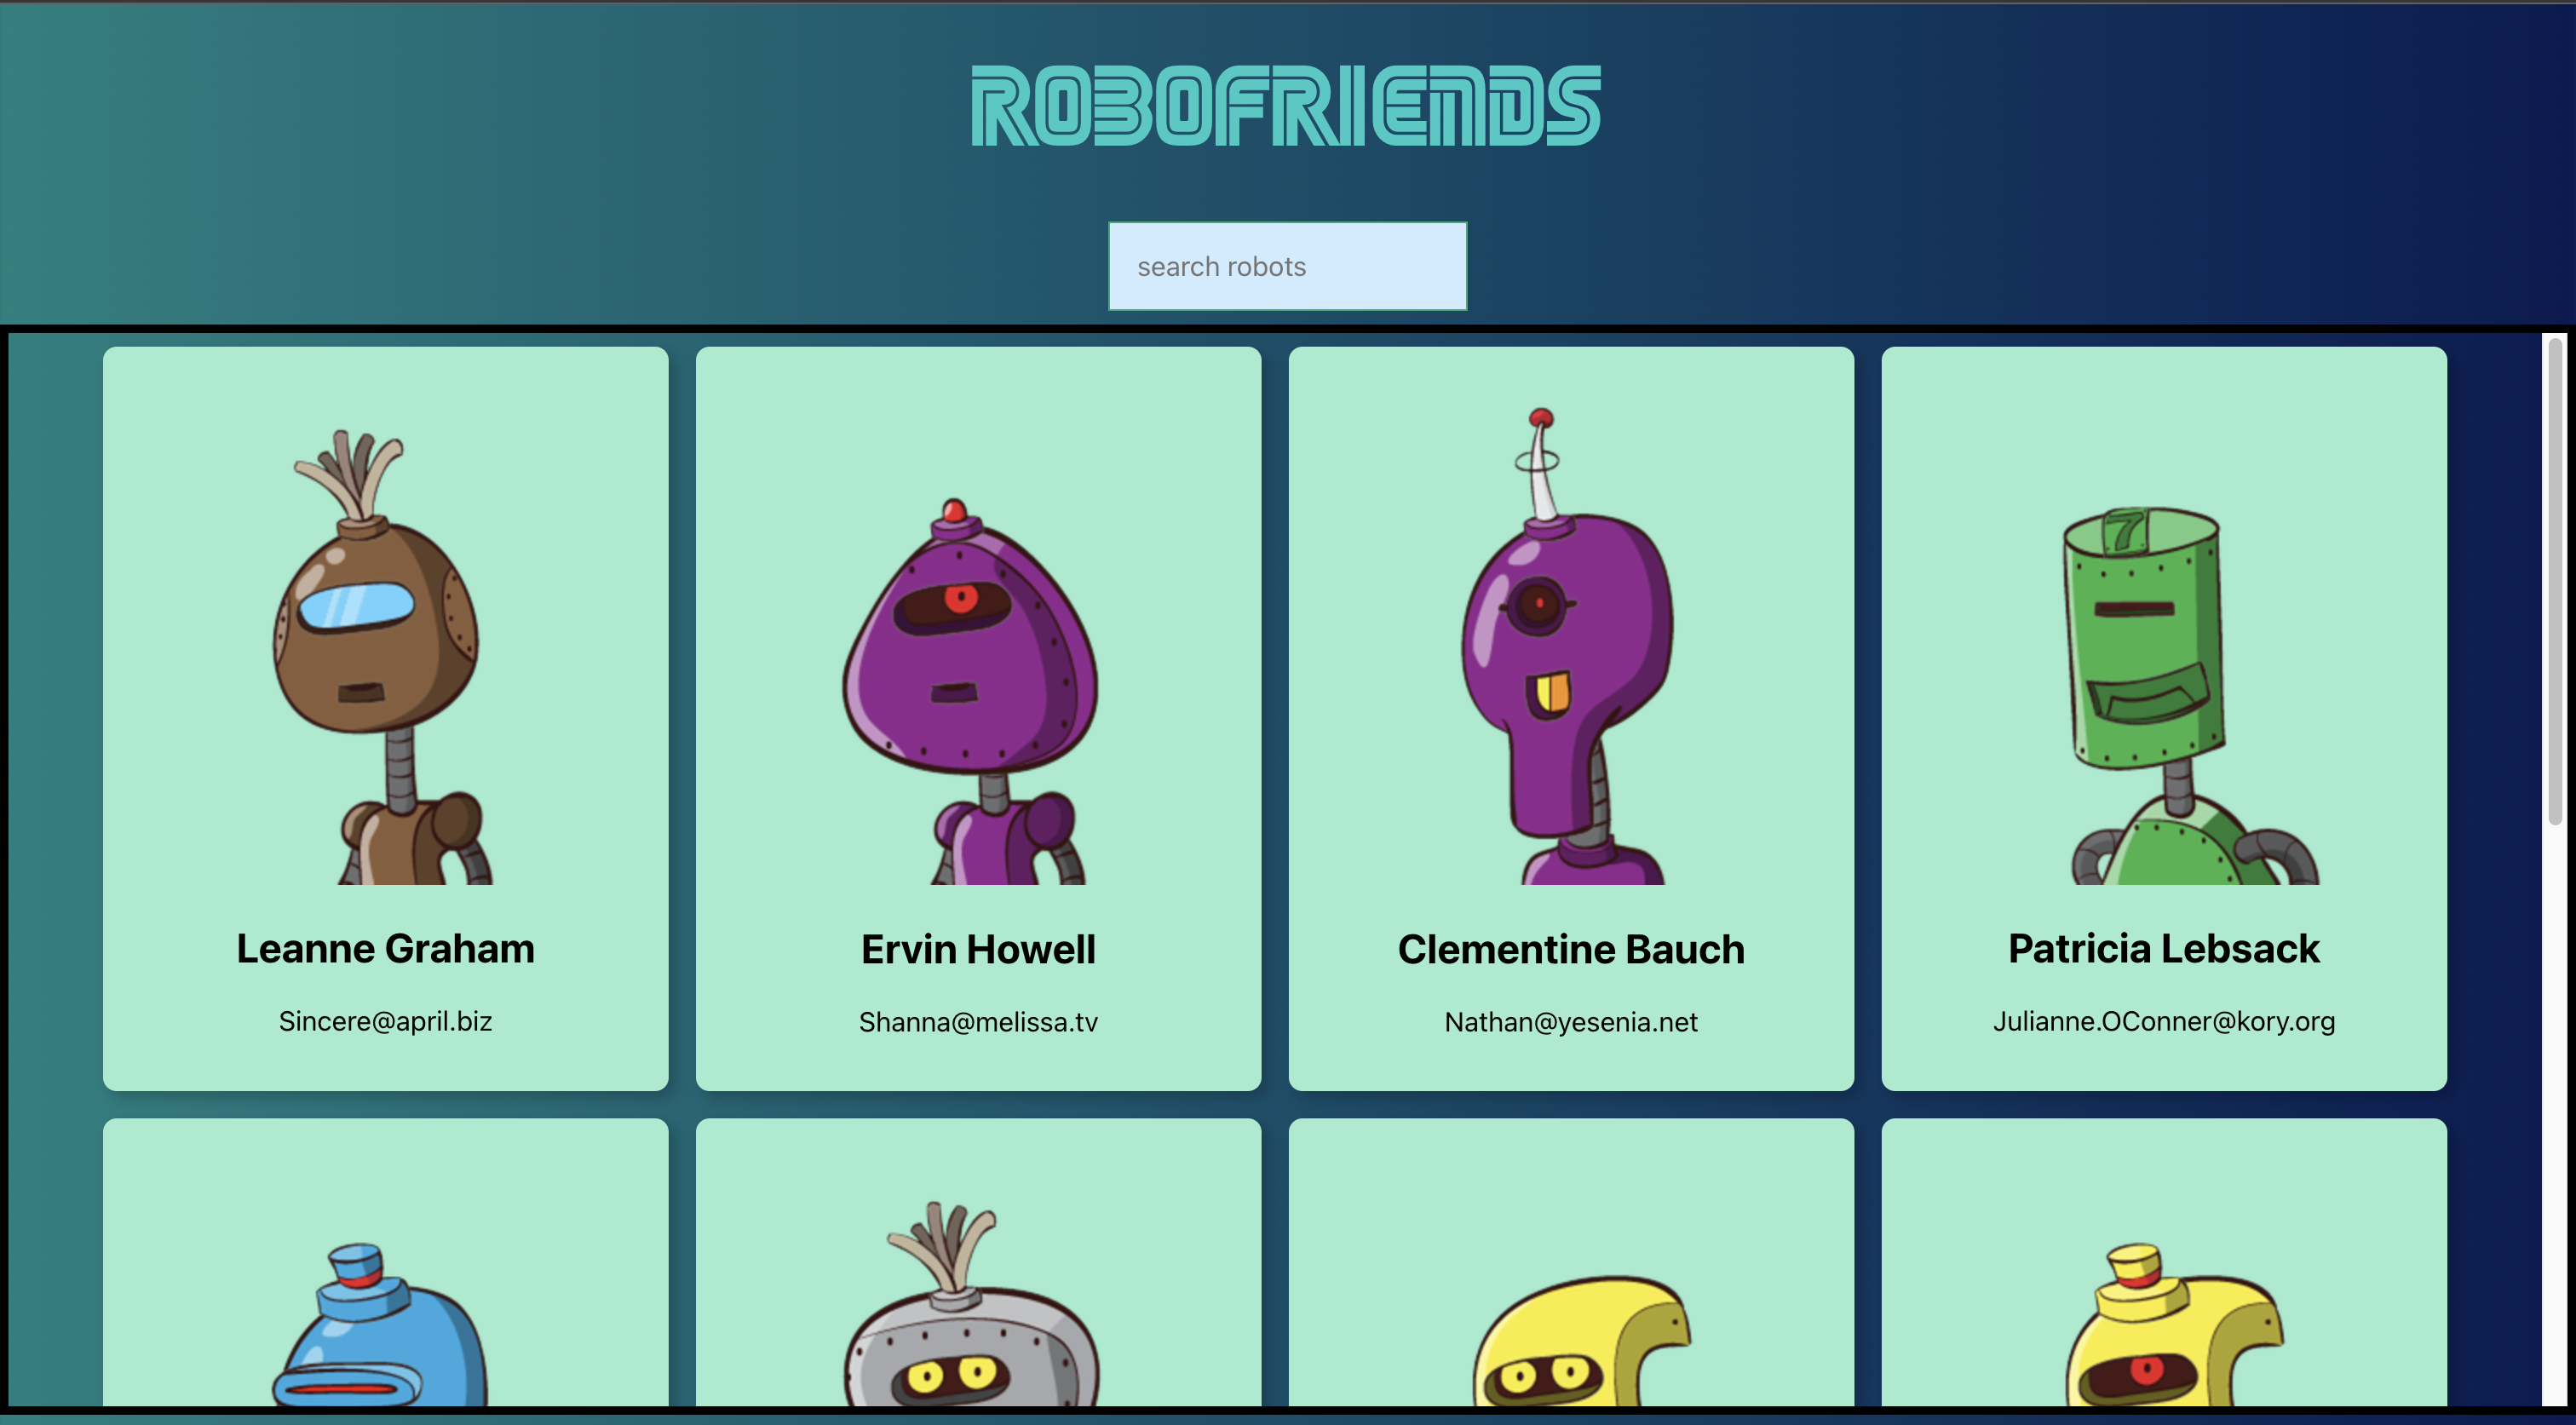 ROBOFRIENDS
search robots
7
Leanne Graham
Ervin Howell
Clementine Bauch
Patricia Lebsack
Sincere@april.biz
Shanna@melissa.tv
Nathan@yesenia.net
Julianne.OConner@kory.org